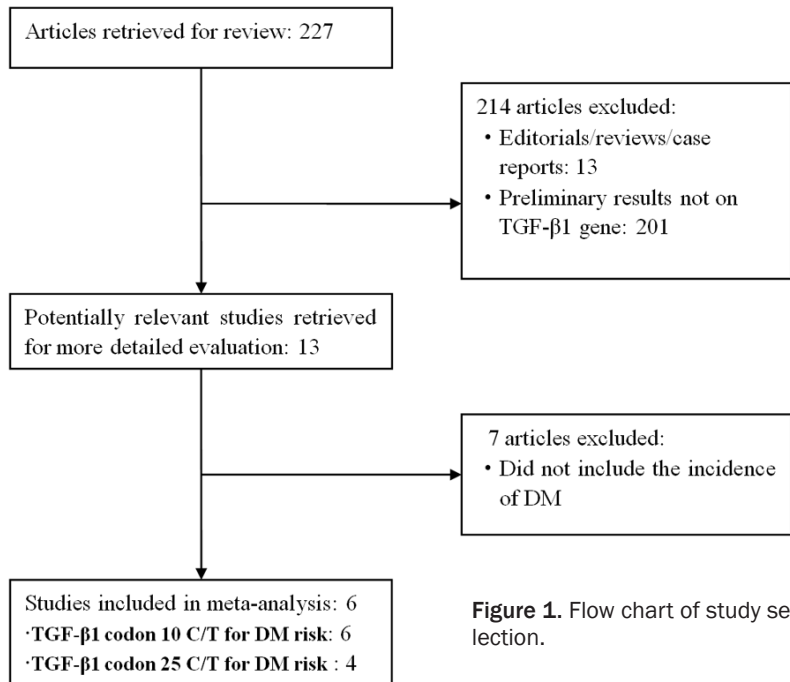 Articles retrieved for review: 227
214 articles excluded:
• Editorials/reviews/case
reports: 13
• Preliminary results not on
TGF-β1 gene: 201
Potentially relevant studies retrieved
for more detailed evaluation: 13
7 articles excluded:
• Did not include the incidence
of DM
Studies included in meta-analysis: 6
·TGF-β1 codon 10 C/T for DM risk: 6
·TGF-β1 codon 25 C/T for DM risk : 4
Figure 1. Flow chart of study se-
lection.